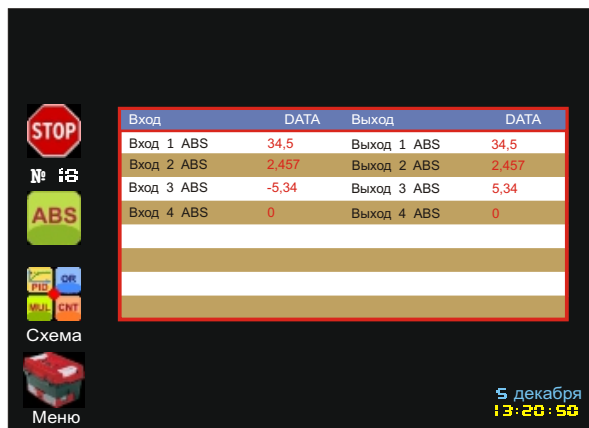 STOP
№ 18
ABS
PID OR
MUL CNT
Схема
Меню
Вход DATA Выход DATA
Вход 1 ABS 34,5 Выход 1 ABS 34,5
Вход 2 ABS 2,457 Выход 2 ABS 2,457
Вход 3 ABS -5,34 Выход 3 ABS 5,34
Вход 4 ABS 0 Выход 4 ABS 0
5 декабря
13:20:50